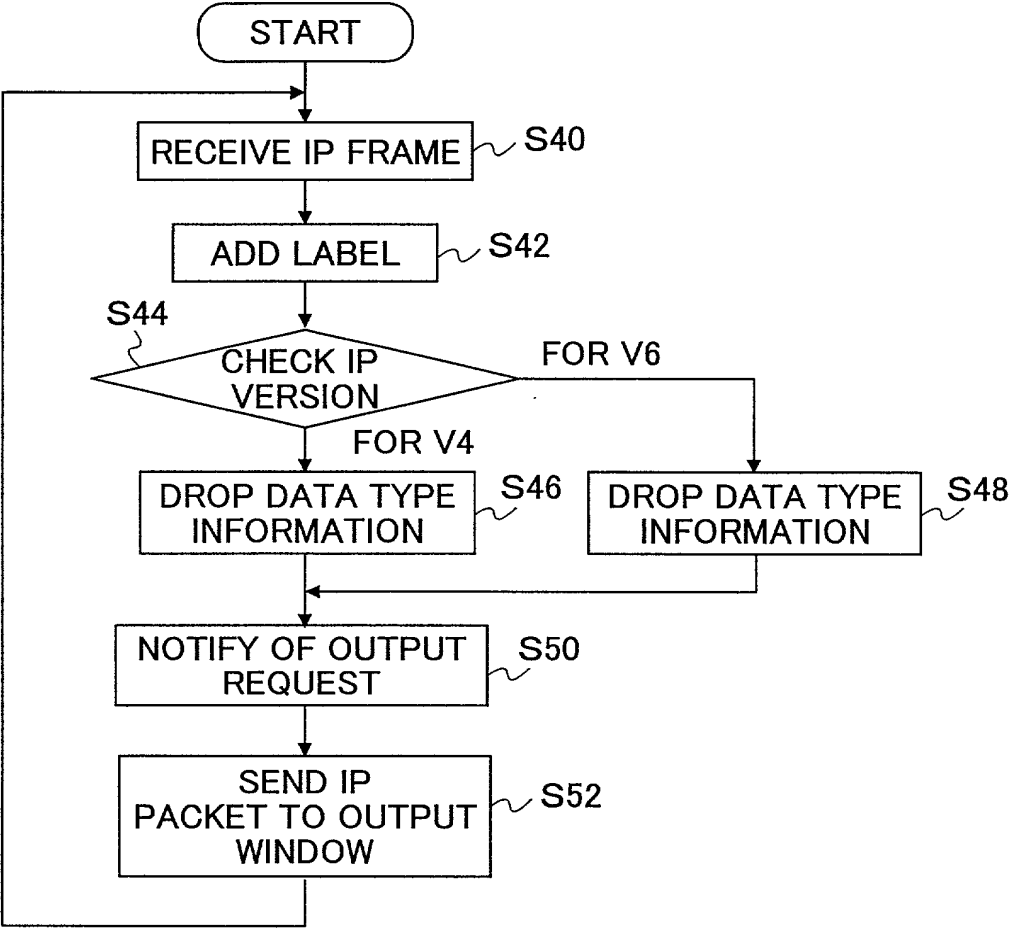 START
RECEIVE IP FRAME
S40
ADD LABEL
S42
S44
CHECK IP
VERSION
FOR V6
FOR V4
DROP DATA TYPE
INFORMATION
S46
DROP DATA TYPE
INFORMATION
S48
NOTIFY OF OUTPUT
REQUEST
S50
SEND IP
PACKET TO OUTPUT
WINDOW
S52